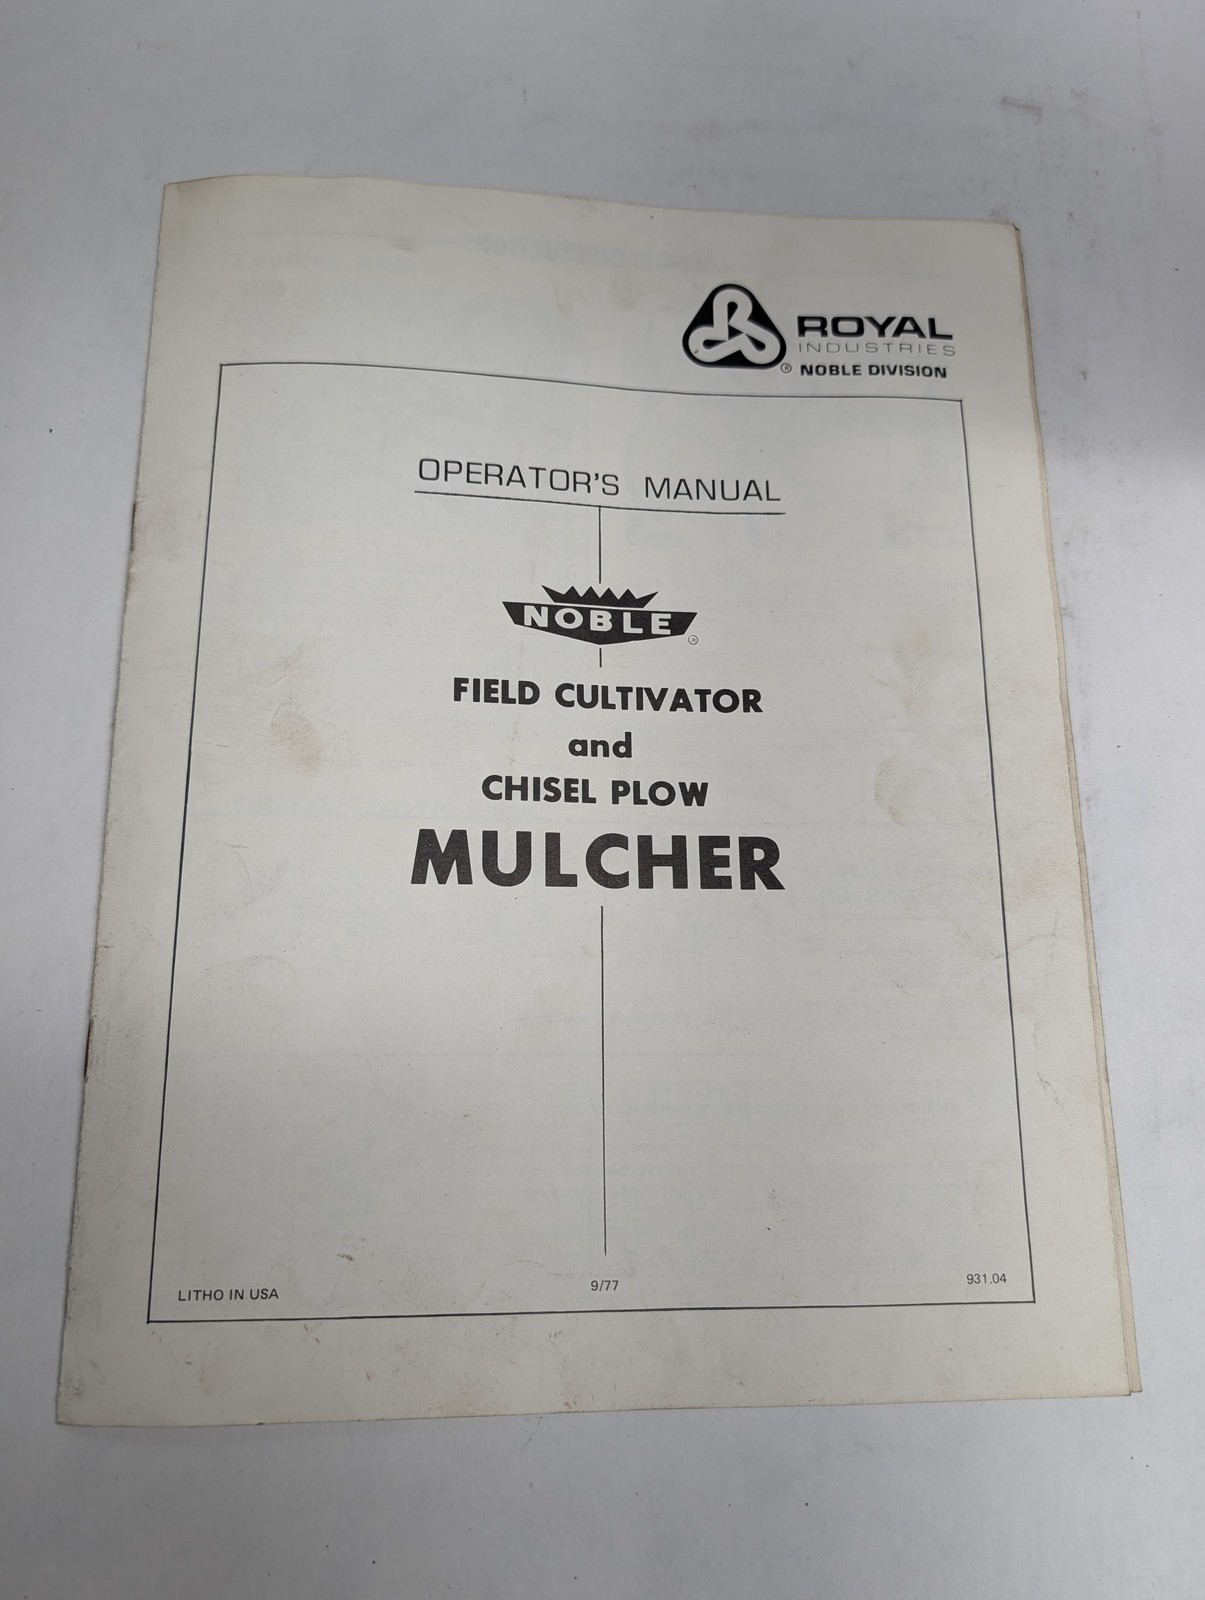 ROYAL
INDUSTRIES
® NOBLE DIVISION
OPERATOR'S MANUAL
NOBLE ®
FIELD CULTIVATOR
and
CHISEL PLOW
MULCHER
LITHO IN USA
9/77
931.04